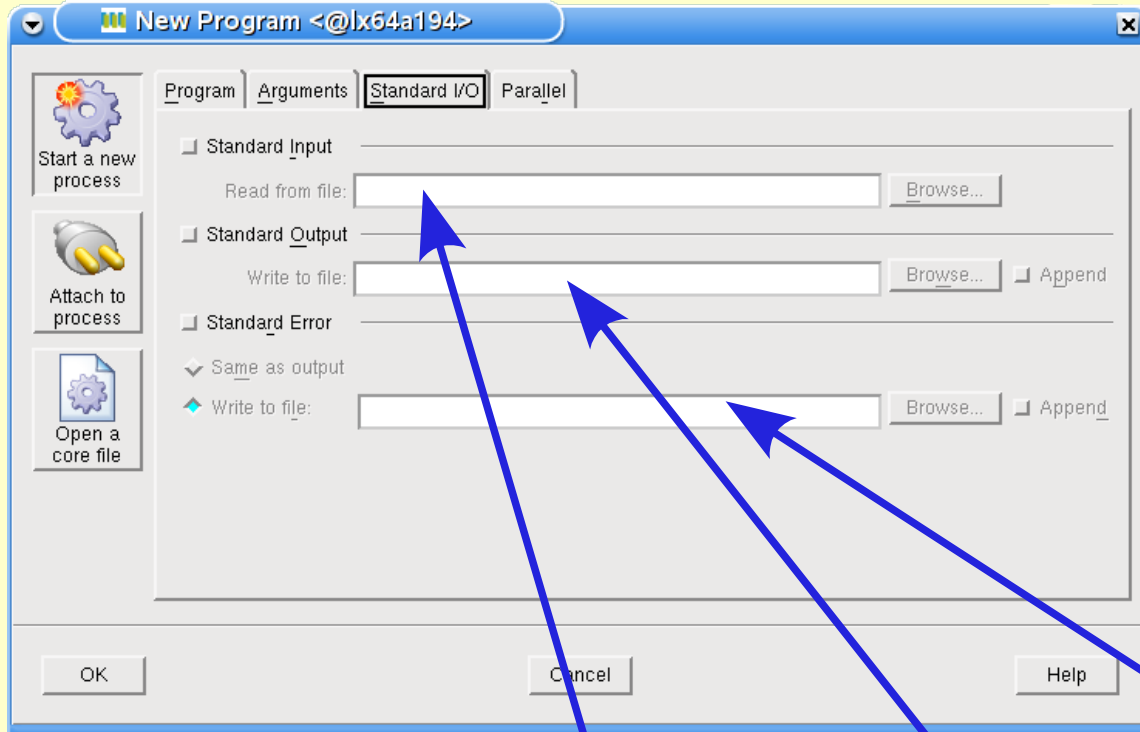 New Program <@lx64a194>
Program Arguments Standard I/O Parallel
Start a new
process
Standard Input
Read from file: Browse...
Standard Output
Write to file: Browse... Append
Attach to
process
Standard Error
Same as output
Write to file: Browse... Append
Open a
core file
OK Cancel Help